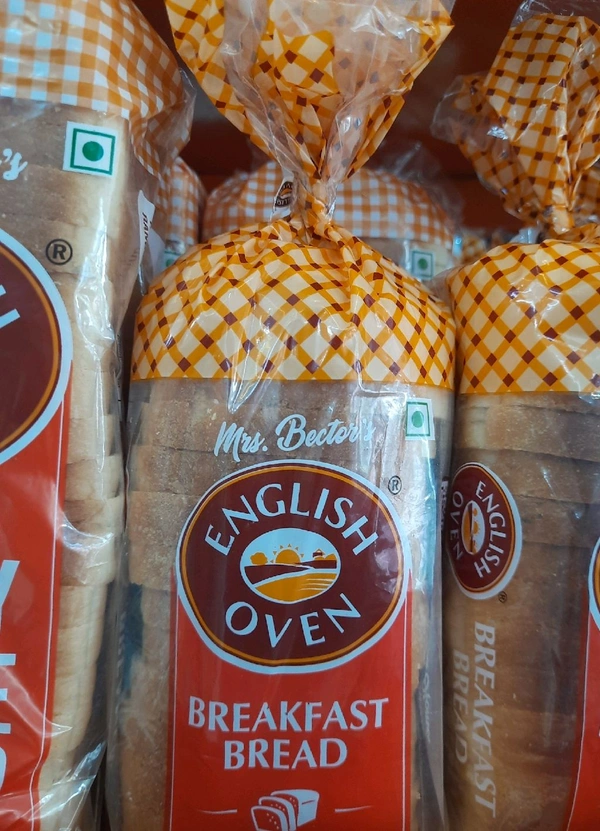 Mrs. Bector's
ENGLISH
OVEN
®
BREAKFAST
BREAD
®
ENGLISH
OVEN
BREAKFAST
BREAD